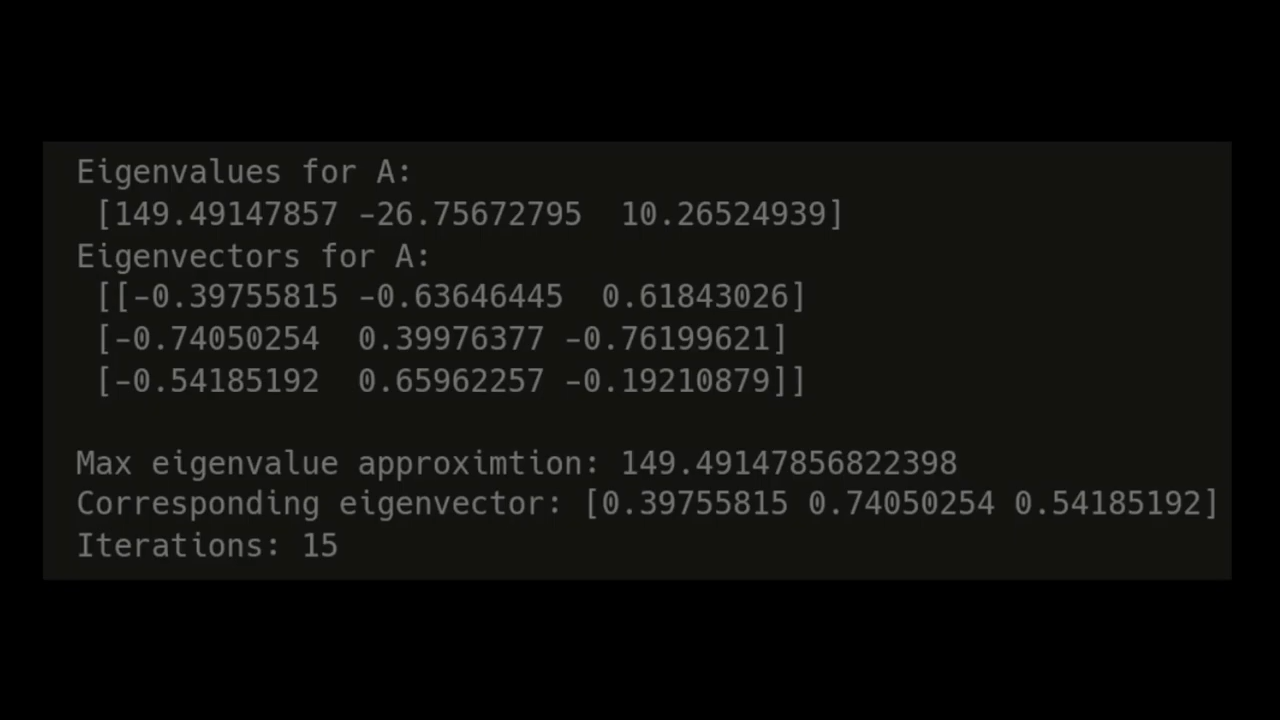 Eigenvalues for A:
[149.49147857 -26.75672795 10.26524939]
Eigenvectors for A:
[[-0.39755815 -0.63646445 0.61843026]
[-0.74050254 0.39976377 -0.76199621]
[-0.54185192 0.65962257 -0.19210879]]
Max eigenvalue approximtion: 149.49147856822398
Corresponding eigenvector: [0.39755815 0.74050254 0.54185192]
Iterations: 15